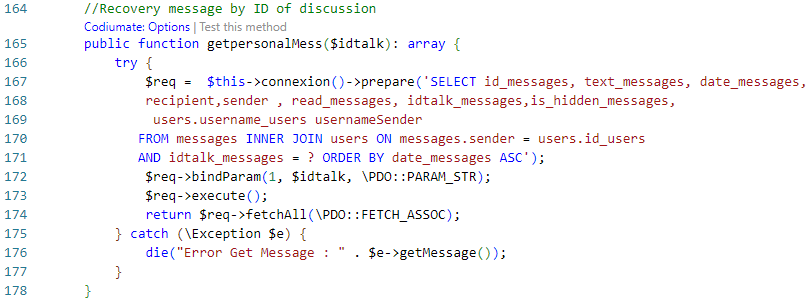 164 //Recovery message by ID of discussion
Codiumate: Options | Test this method
165 public function getpersonalMess($idtalk): array {
166 try {
167 $req =  $this->connexion()->prepare('SELECT id_messages, text_messages, date_messages,
168 recipient,sender , read_messages, idtalk_messages,is_hidden_messages,
169 users.username_users usernameSender
170 FROM messages INNER JOIN users ON messages.sender = users.id_users
171 AND idtalk_messages = ? ORDER BY date_messages ASC');
172 $req->bindParam(1, $idtalk, \PDO::PARAM_STR);
173 $req->execute();
174 return $req->fetchAll(\PDO::FETCH_ASSOC);
175 } catch (\Exception $e) {
176 die("Error Get Message : " . $e->getMessage());
177 }
178 }